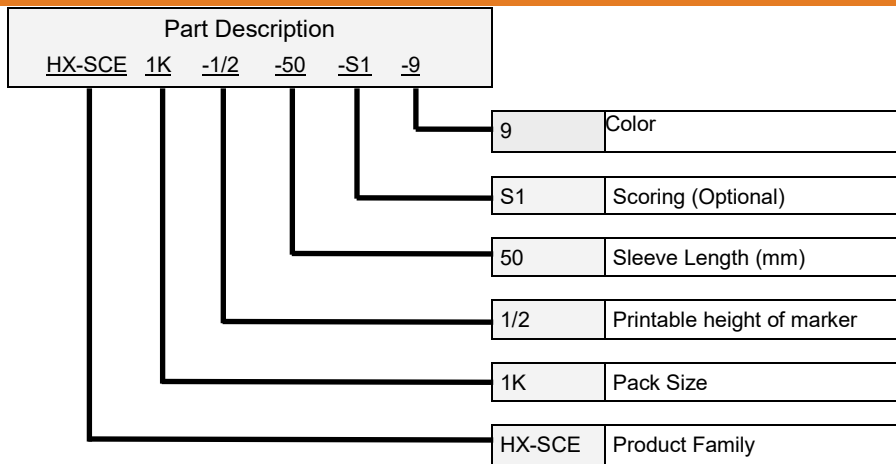 Part Description
HX-SCE 1K -1/2 -50 -S1 -9
9 Color
S1 Scoring (Optional)
50 Sleeve Length (mm)
1/2 Printable height of marker
1K Pack Size
HX-SCE Product Family